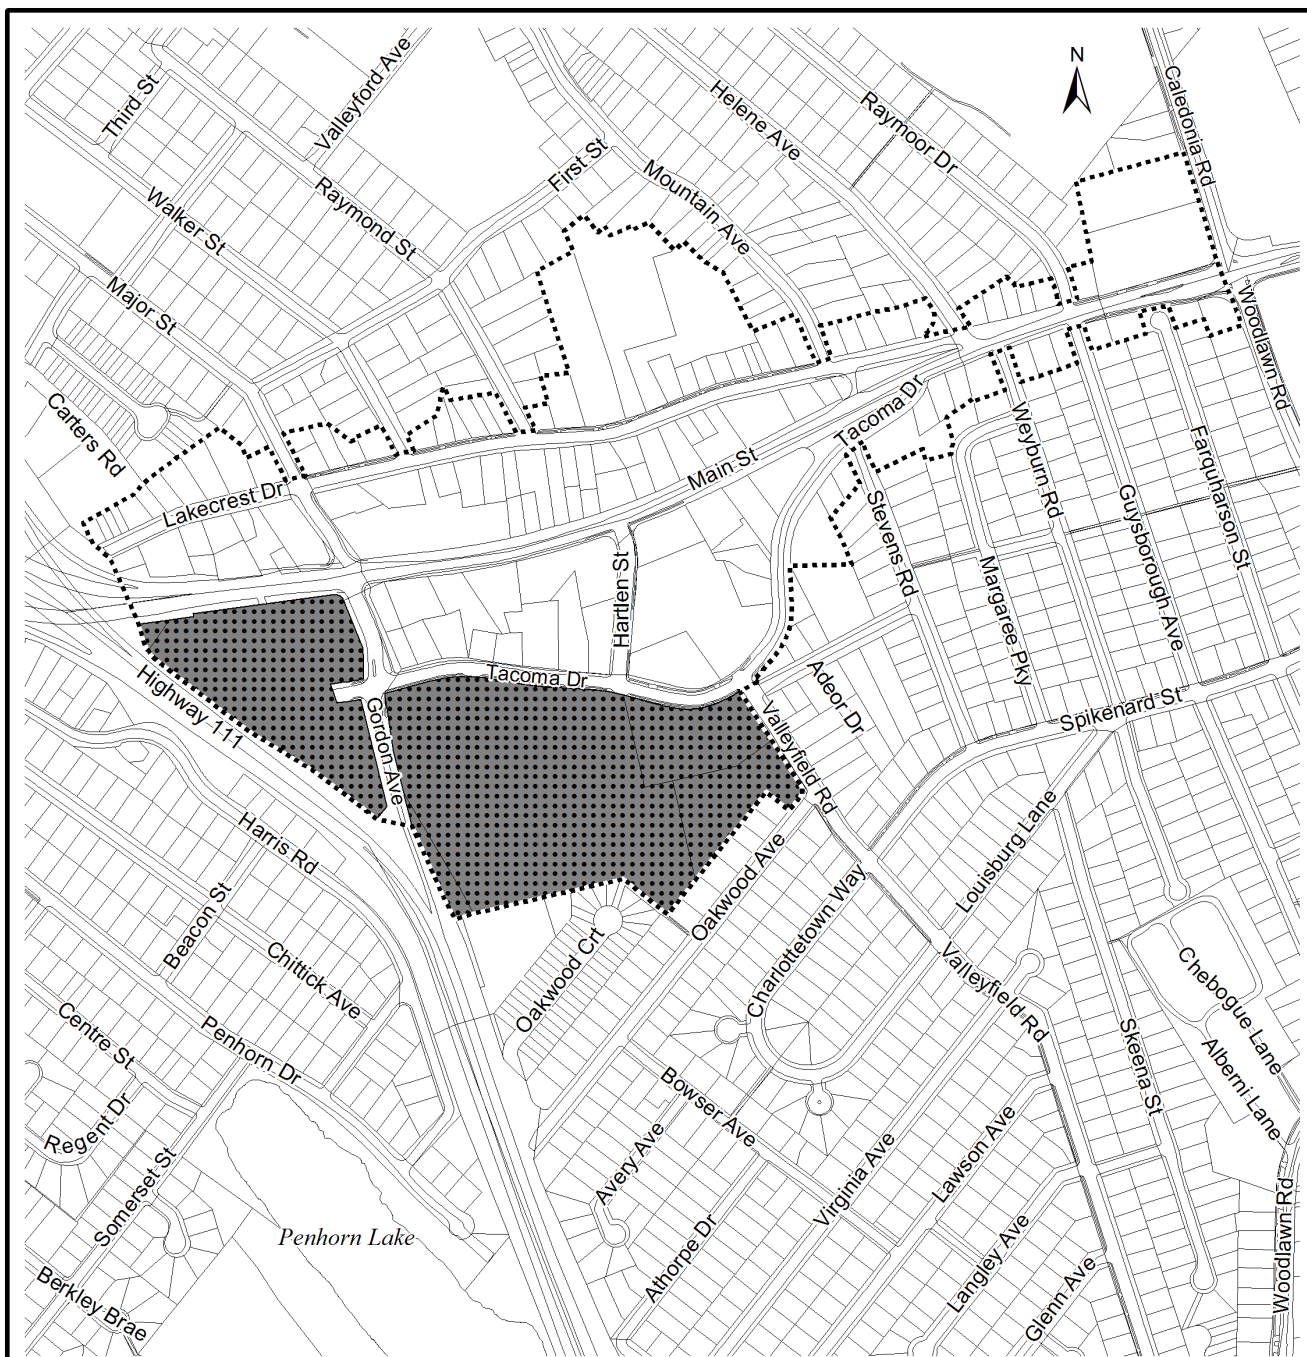 N
Third St
Valleyford Ave
Helene Ave
Raymoor Dr
Caledonia Rd
First St
Mountain Ave
Walker St
Raymond St
Major St
Woodlawn Rd
Carters Rd
Tacoma Dr
Weyburn Rd
Farquharson St
Lakecrest Dr
Main St
Stevens Rd
Guysborough Ave
Hartlen St
Margaree Pky
Tacoma Dr
Adeor Dr
Highway 111
Gordon Ave
Valleyfield Rd
Spikenard St
Harris Rd
Louisburg Lane
Oakwood Ave
Charlottetown Way
Beacon St
Chittick Ave
Oakwood Crt
Valleyfield Rd
Chebogue Lane
Centre St
Penhorn Dr
Skeena St
Alberni Lane
Regent Dr
Bowser Ave
Avery Ave
Virginia Ave
Lawson Ave
Somerset St
Penhorn Lake
Athorpe Dr
Langley Ave
Glenn Ave
Woodlawn Rd
Berkley Brae